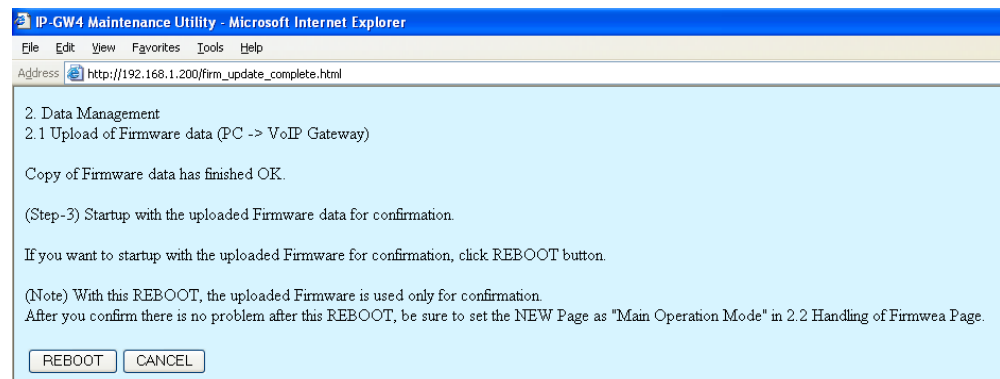 IP-GW4 Maintenance Utility - Microsoft Internet Explorer
File Edit View Favorites Tools Help
Address http://192.168.1.200/firm_update_complete.html
2. Data Management
2.1 Upload of Firmware data (PC -> VoIP Gateway)
Copy of Firmware data has finished OK.
(Step-3) Startup with the uploaded Firmware data for confirmation.
If you want to startup with the uploaded Firmware for confirmation, click REBOOT button.
(Note) With this REBOOT, the uploaded Firmware is used only for confirmation.
After you confirm there is no problem after this REBOOT, be sure to set the NEW Page as "Main Operation Mode" in 2.2 Handling of Firmwea Page.
REBOOT CANCEL